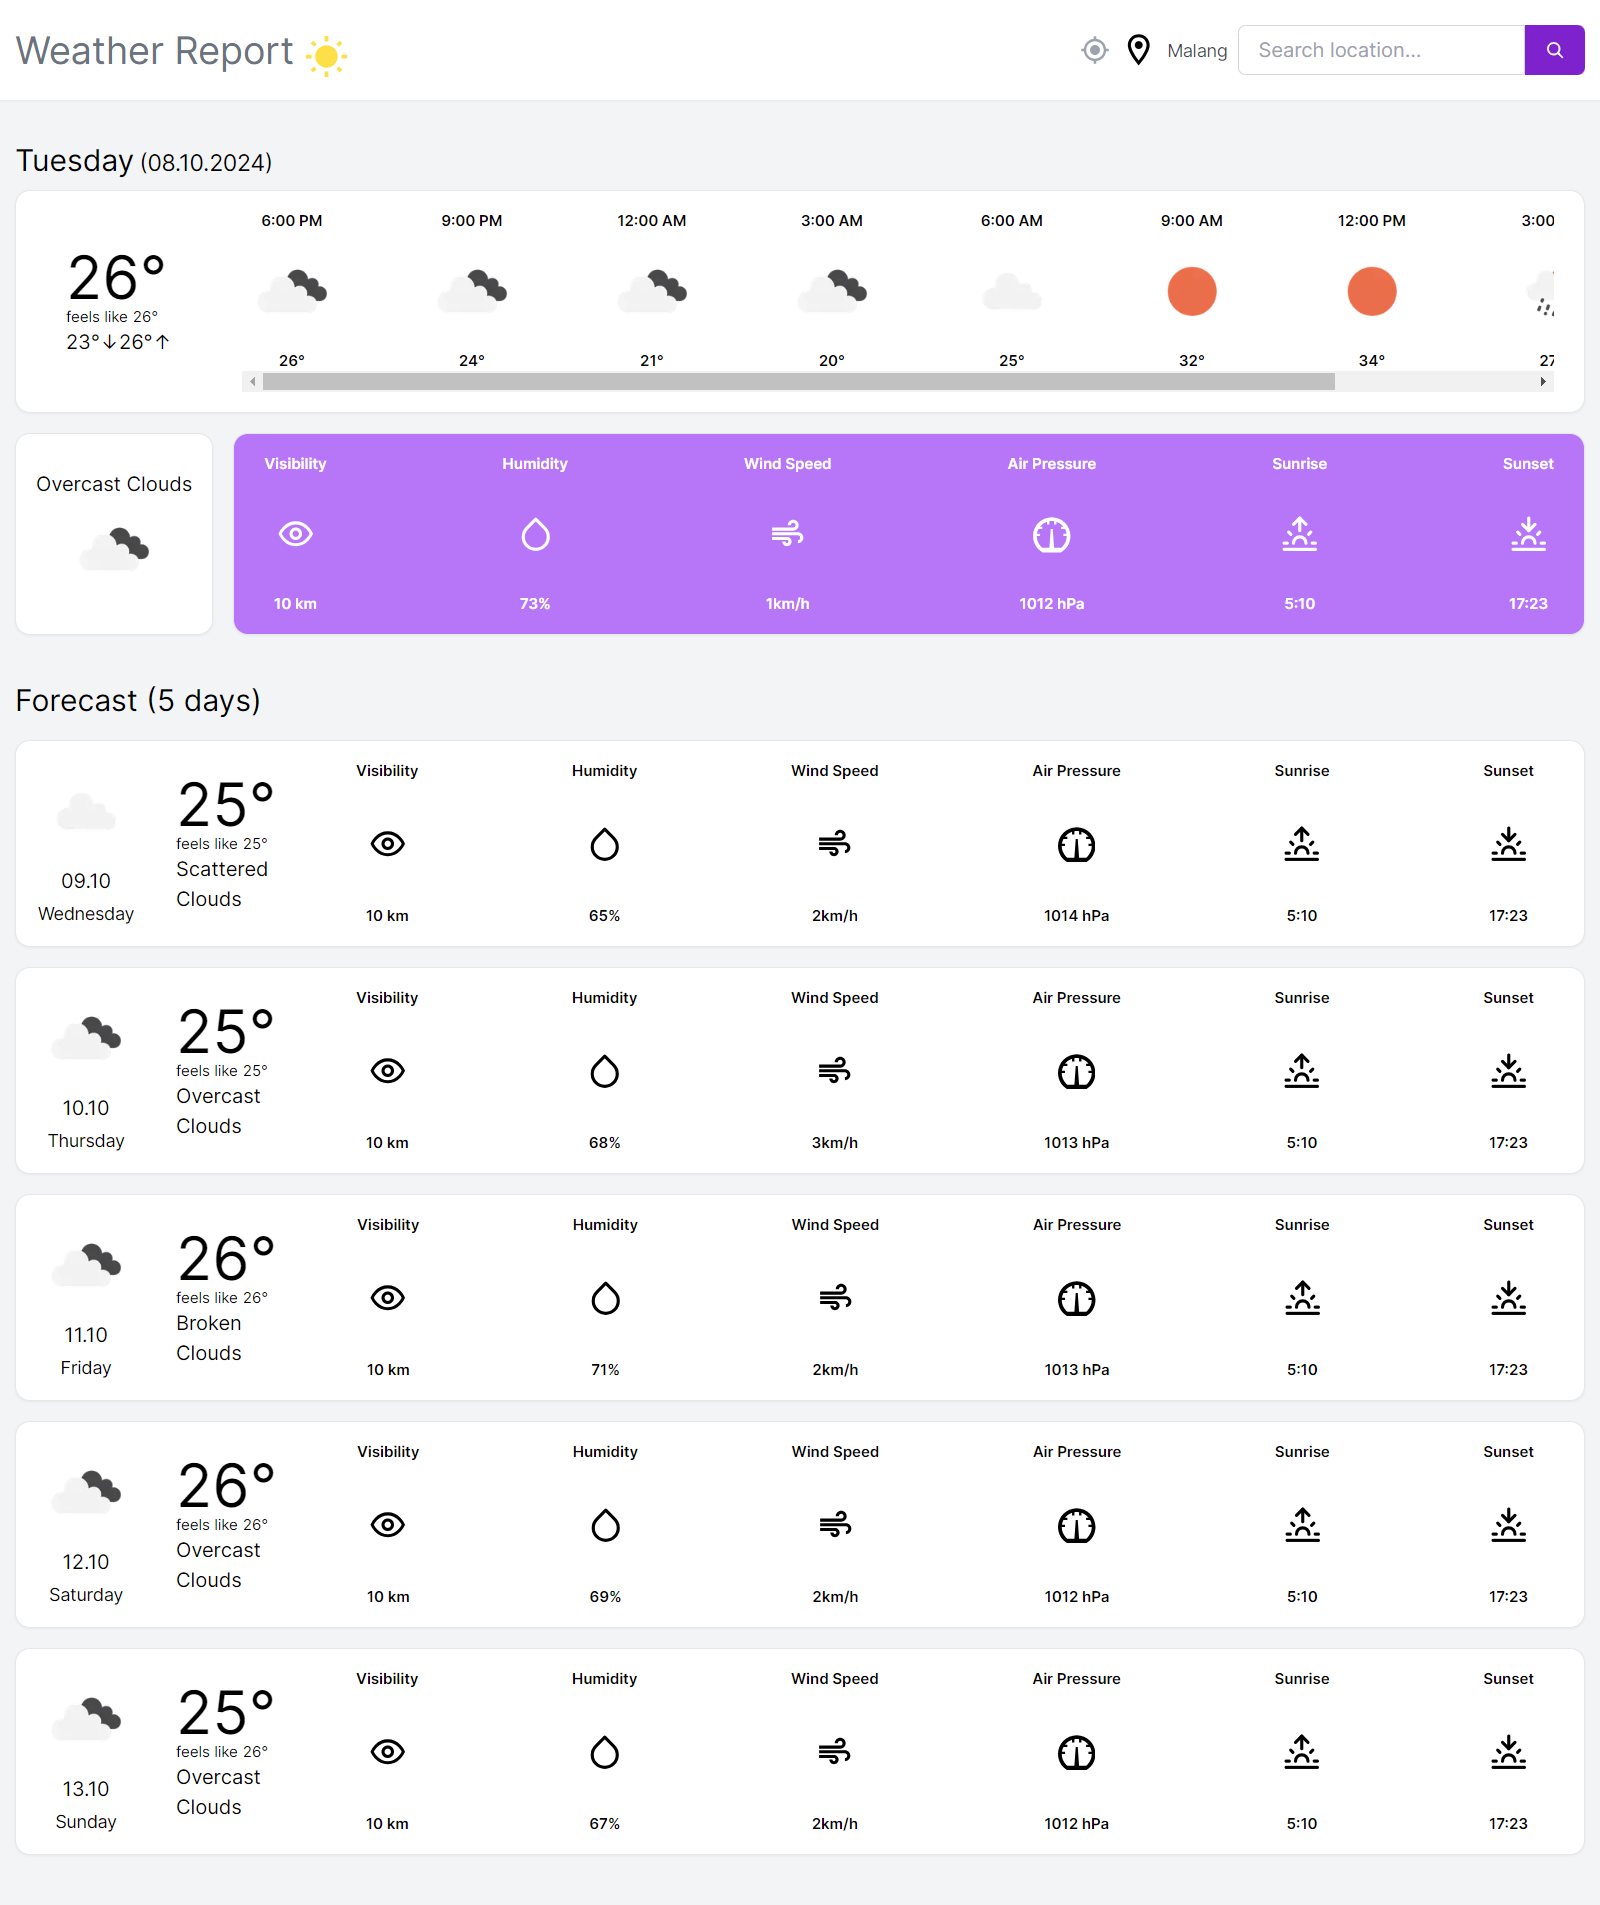 Weather Report
Malang
Search location...
Tuesday (08.10.2024)
26°
feels like 26°
23°↓26°↑
6:00 PM 9:00 PM 12:00 AM 3:00 AM 6:00 AM 9:00 AM 12:00 PM 3:00
26° 24° 21° 20° 25° 32° 34° 27
Overcast Clouds
Visibility Humidity Wind Speed Air Pressure Sunrise Sunset
10 km 73% 1km/h 1012 hPa 5:10 17:23
Forecast (5 days)
09.10
Wednesday
25°
feels like 25°
Scattered
Clouds
Visibility Humidity Wind Speed Air Pressure Sunrise Sunset
10 km 65% 2km/h 1014 hPa 5:10 17:23
10.10
Thursday
25°
feels like 25°
Overcast
Clouds
Visibility Humidity Wind Speed Air Pressure Sunrise Sunset
10 km 68% 3km/h 1013 hPa 5:10 17:23
11.10
Friday
26°
feels like 26°
Broken
Clouds
Visibility Humidity Wind Speed Air Pressure Sunrise Sunset
10 km 71% 2km/h 1013 hPa 5:10 17:23
12.10
Saturday
26°
feels like 26°
Overcast
Clouds
Visibility Humidity Wind Speed Air Pressure Sunrise Sunset
10 km 69% 2km/h 1012 hPa 5:10 17:23
13.10
Sunday
25°
feels like 26°
Overcast
Clouds
Visibility Humidity Wind Speed Air Pressure Sunrise Sunset
10 km 67% 2km/h 1012 hPa 5:10 17:23